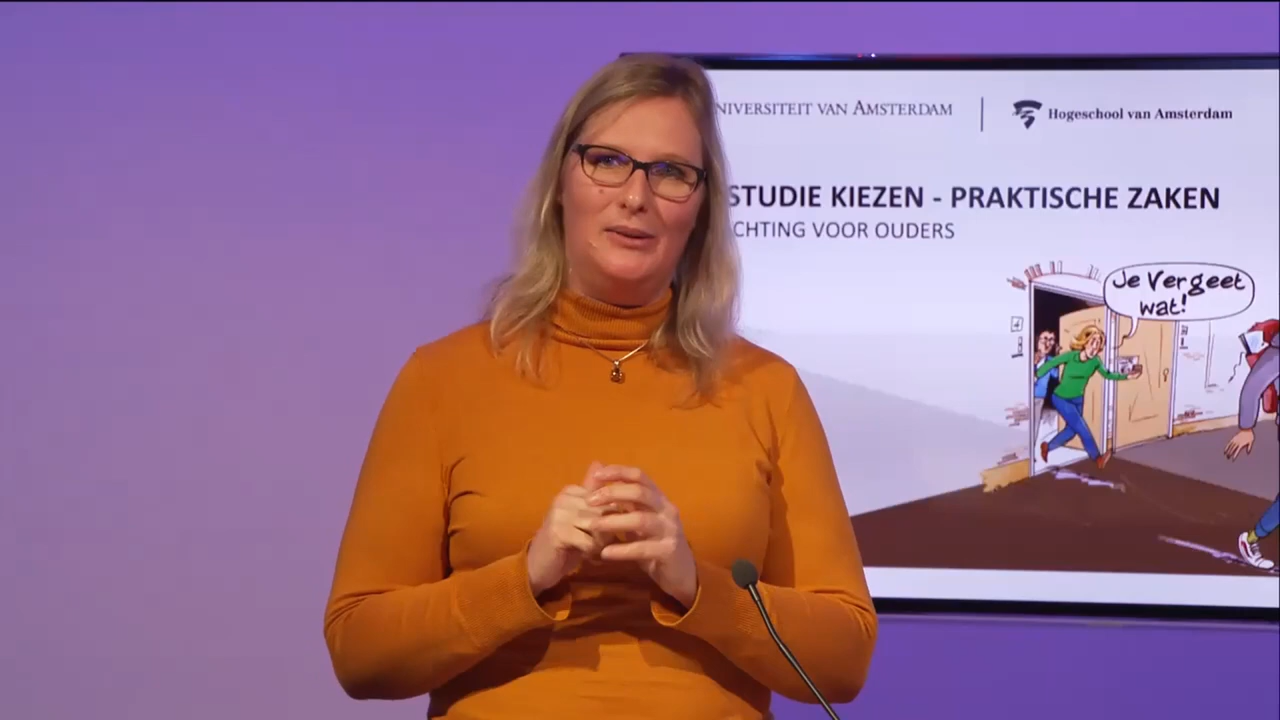 NIVERSITEIT VAN AMSTERDAM
Hogeschool van Amsterdam
STUDIE KIEZEN - PRAKTISCHE ZAKEN
CHTING VOOR OUDERS
Je Vergeet
wat!